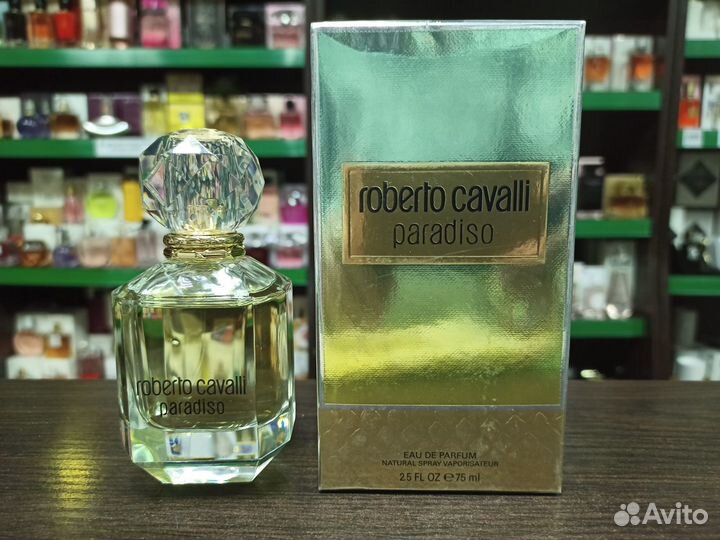 roberto cavalli
paradiso
roberto cavalli
paradiso
EAU DE PARFUM
NATURAL SPRAY VAPORISATEUR
2.5 FL OZ ℮ 75 ml
Avito